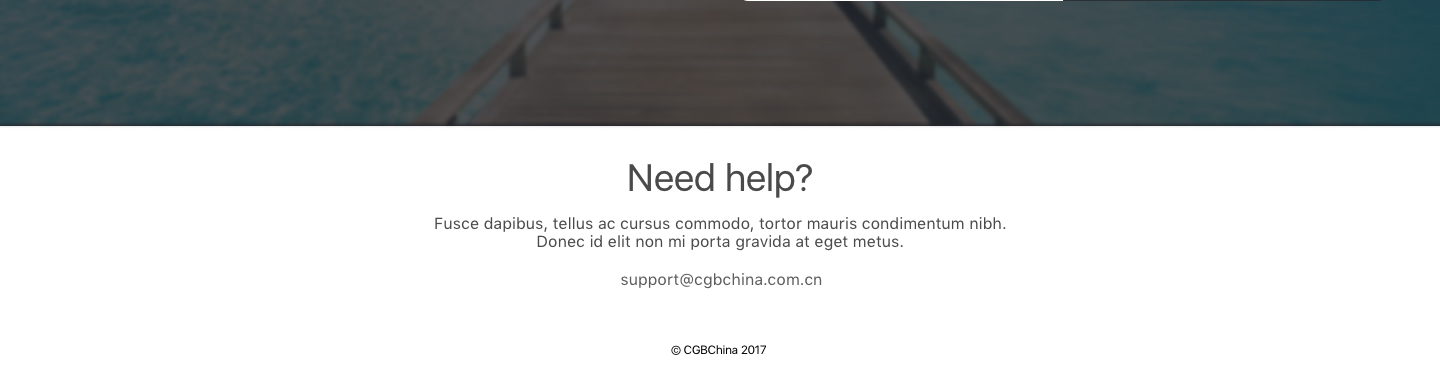 Need help?
Fusce dapibus, tellus ac cursus commodo, tortor mauris condimentum nibh.
Donec id elit non mi porta gravida at eget metus.
support@cgbchina.com.cn
© CGBChina 2017